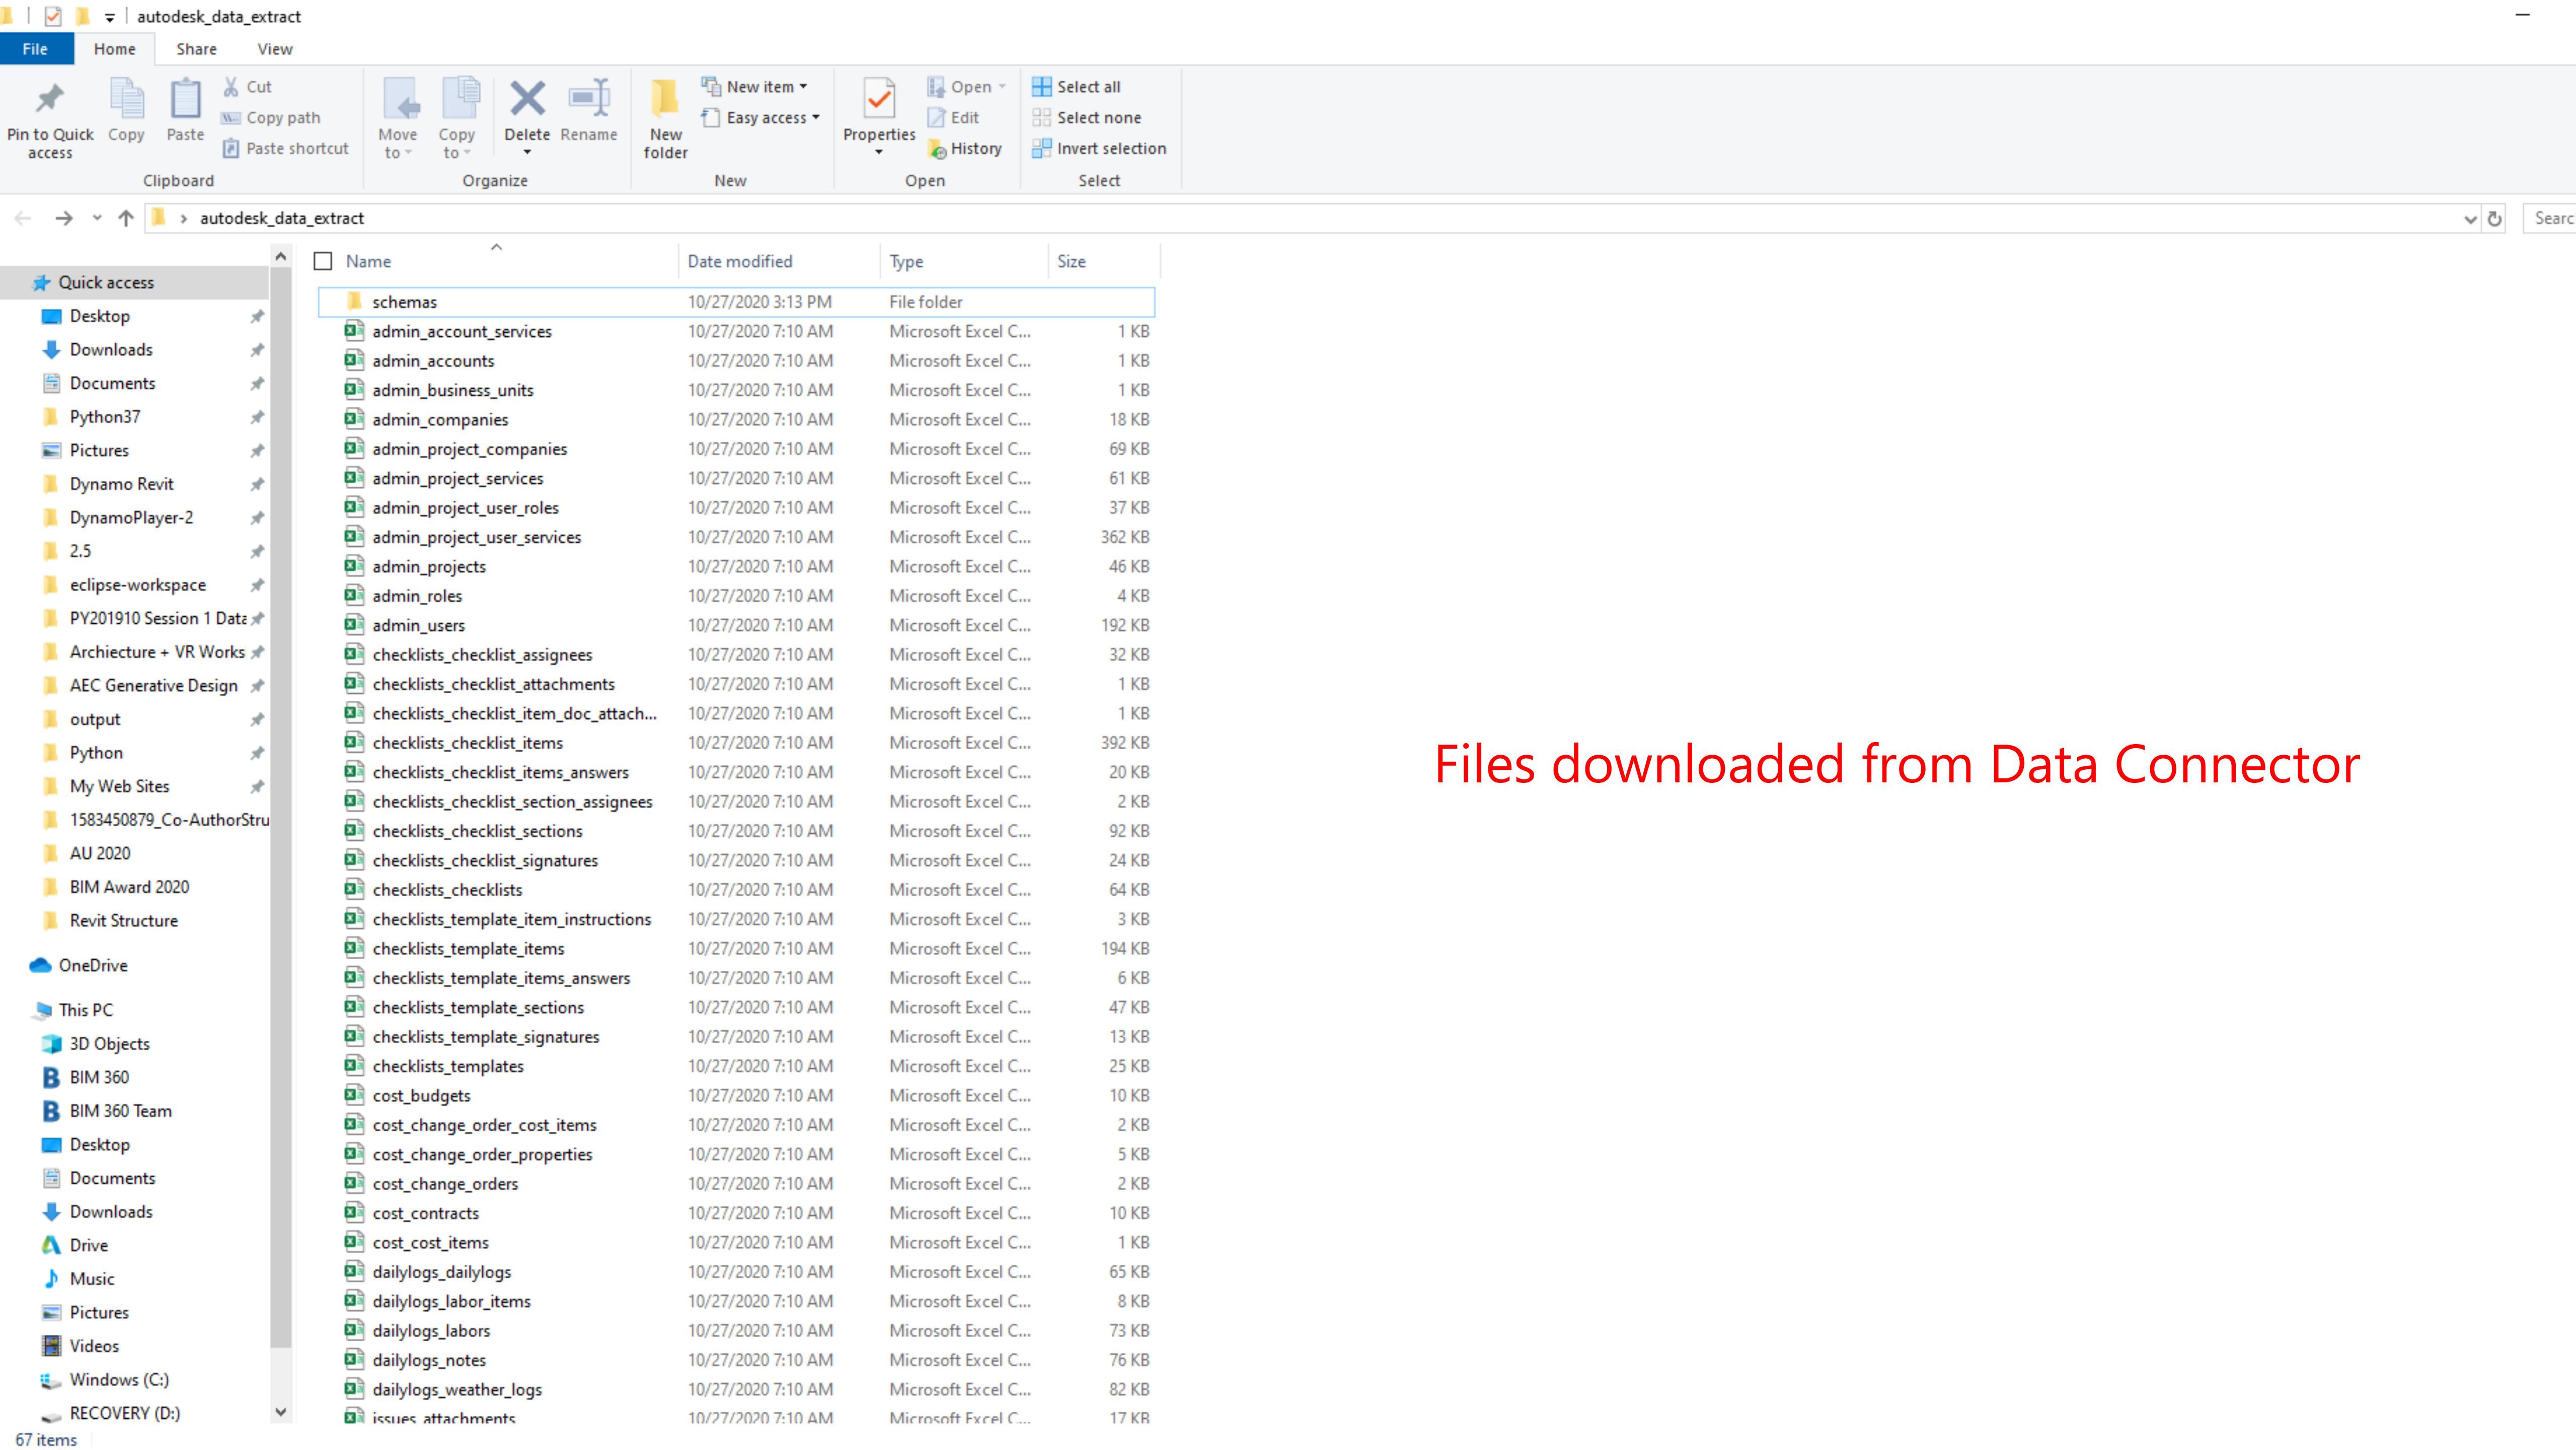 autodesk_data_extract
File Home Share View
Pin to Quick access
Copy
Paste
Cut
Copy path
Paste shortcut
Move to
Copy to
Delete
Rename
New folder
New item
Easy access
Properties
Open
Edit
History
Select all
Select none
Invert selection
Clipboard Organize New Open Select
autodesk_data_extract
Searc
Quick access
Desktop
Downloads
Documents
Python37
Pictures
Dynamo Revit
DynamoPlayer-2
2.5
eclipse-workspace
PY201910 Session 1 Data
Archiecture + VR Works
AEC Generative Design
output
Python
My Web Sites
1583450879_Co-AuthorStru
AU 2020
BIM Award 2020
Revit Structure
OneDrive
This PC
3D Objects
BIM 360
BIM 360 Team
Desktop
Documents
Downloads
Drive
Music
Pictures
Videos
Windows (C:)
RECOVERY (D:)
Name Date modified Type Size
schemas 10/27/2020 3:13 PM File folder
admin_account_services 10/27/2020 7:10 AM Microsoft Excel C... 1 KB
admin_accounts 10/27/2020 7:10 AM Microsoft Excel C... 1 KB
admin_business_units 10/27/2020 7:10 AM Microsoft Excel C... 1 KB
admin_companies 10/27/2020 7:10 AM Microsoft Excel C... 18 KB
admin_project_companies 10/27/2020 7:10 AM Microsoft Excel C... 69 KB
admin_project_services 10/27/2020 7:10 AM Microsoft Excel C... 61 KB
admin_project_user_roles 10/27/2020 7:10 AM Microsoft Excel C... 37 KB
admin_project_user_services 10/27/2020 7:10 AM Microsoft Excel C... 362 KB
admin_projects 10/27/2020 7:10 AM Microsoft Excel C... 46 KB
admin_roles 10/27/2020 7:10 AM Microsoft Excel C... 4 KB
admin_users 10/27/2020 7:10 AM Microsoft Excel C... 192 KB
checklists_checklist_assignees 10/27/2020 7:10 AM Microsoft Excel C... 32 KB
checklists_checklist_attachments 10/27/2020 7:10 AM Microsoft Excel C... 1 KB
checklists_checklist_item_doc_attach... 10/27/2020 7:10 AM Microsoft Excel C... 1 KB
checklists_checklist_items 10/27/2020 7:10 AM Microsoft Excel C... 392 KB
checklists_checklist_items_answers 10/27/2020 7:10 AM Microsoft Excel C... 20 KB
checklists_checklist_section_assignees 10/27/2020 7:10 AM Microsoft Excel C... 2 KB
checklists_checklist_sections 10/27/2020 7:10 AM Microsoft Excel C... 92 KB
checklists_checklist_signatures 10/27/2020 7:10 AM Microsoft Excel C... 24 KB
checklists_checklists 10/27/2020 7:10 AM Microsoft Excel C... 64 KB
checklists_template_item_instructions 10/27/2020 7:10 AM Microsoft Excel C... 3 KB
checklists_template_items 10/27/2020 7:10 AM Microsoft Excel C... 194 KB
checklists_template_items_answers 10/27/2020 7:10 AM Microsoft Excel C... 6 KB
checklists_template_sections 10/27/2020 7:10 AM Microsoft Excel C... 47 KB
checklists_template_signatures 10/27/2020 7:10 AM Microsoft Excel C... 13 KB
checklists_templates 10/27/2020 7:10 AM Microsoft Excel C... 25 KB
cost_budgets 10/27/2020 7:10 AM Microsoft Excel C... 10 KB
cost_change_order_cost_items 10/27/2020 7:10 AM Microsoft Excel C... 2 KB
cost_change_order_properties 10/27/2020 7:10 AM Microsoft Excel C... 5 KB
cost_change_orders 10/27/2020 7:10 AM Microsoft Excel C... 2 KB
cost_contracts 10/27/2020 7:10 AM Microsoft Excel C... 10 KB
cost_cost_items 10/27/2020 7:10 AM Microsoft Excel C... 1 KB
dailylogs_dailylogs 10/27/2020 7:10 AM Microsoft Excel C... 65 KB
dailylogs_labor_items 10/27/2020 7:10 AM Microsoft Excel C... 8 KB
dailylogs_labors 10/27/2020 7:10 AM Microsoft Excel C... 73 KB
dailylogs_notes 10/27/2020 7:10 AM Microsoft Excel C... 76 KB
dailylogs_weather_logs 10/27/2020 7:10 AM Microsoft Excel C... 82 KB
issues_attachments 10/27/2020 7:10 AM Microsoft Excel C... 17 KB
Files downloaded from Data Connector
67 items